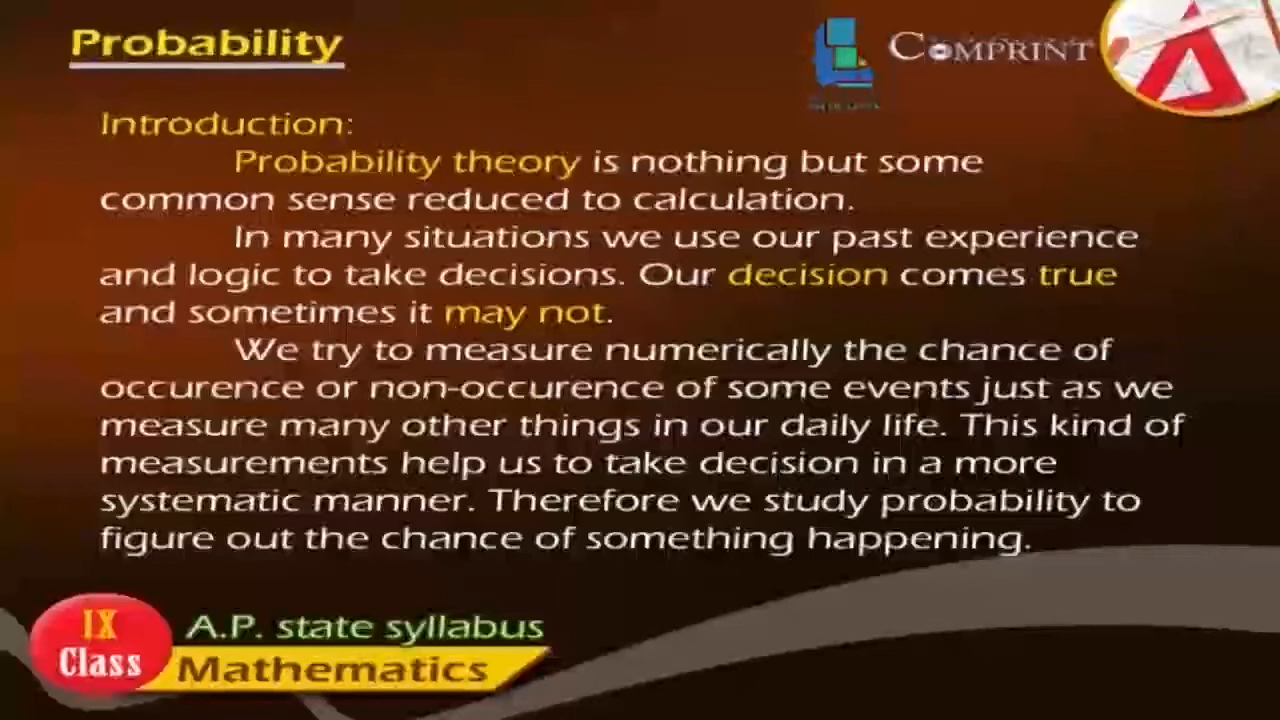 Probability
COMPRINT
Introduction:
Probability theory is nothing but some
common sense reduced to calculation.
In many situations we use our past experience
and logic to take decisions. Our decision comes true
and sometimes it may not.
We try to measure numerically the chance of
occurence or non-occurence of some events just as we
measure many other things in our daily life. This kind of
measurements help us to take decision in a more
systematic manner. Therefore we study probability to
figure out the chance of something happening.
IX
Class
A.P. state syllabus
Mathematics